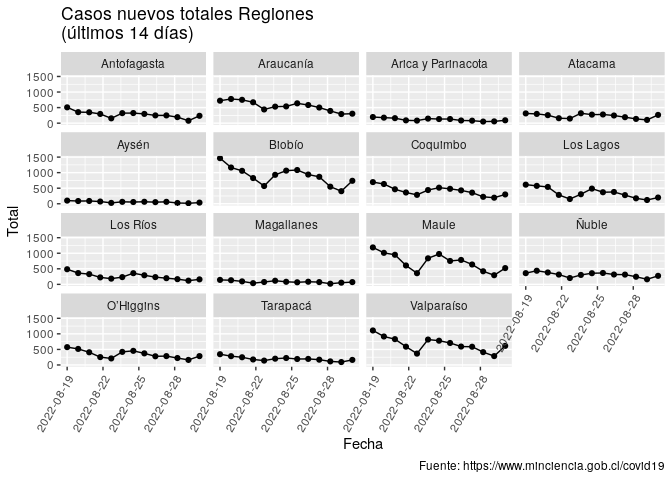 Casos nuevos totales Regiones
(últimos 14 días)
Antofagasta
Araucanía
Arica y Parinacota
Atacama
1500
1000
500
0
Aysén
Biobío
Coquimbo
Los Lagos
1500
1000
500
0
Los Ríos
Magallanes
Maule
Ñuble
1500
1000
500
0
O'Higgins
Tarapacá
Valparaíso
1500
1000
500
0
2022-08-19
2022-08-22
2022-08-25
2022-08-28
2022-08-19
2022-08-22
2022-08-25
2022-08-28
2022-08-19
2022-08-22
2022-08-25
2022-08-28
2022-08-19
2022-08-22
2022-08-25
2022-08-28
Total
Fecha
Fuente: https://www.minciencia.gob.cl/covid19